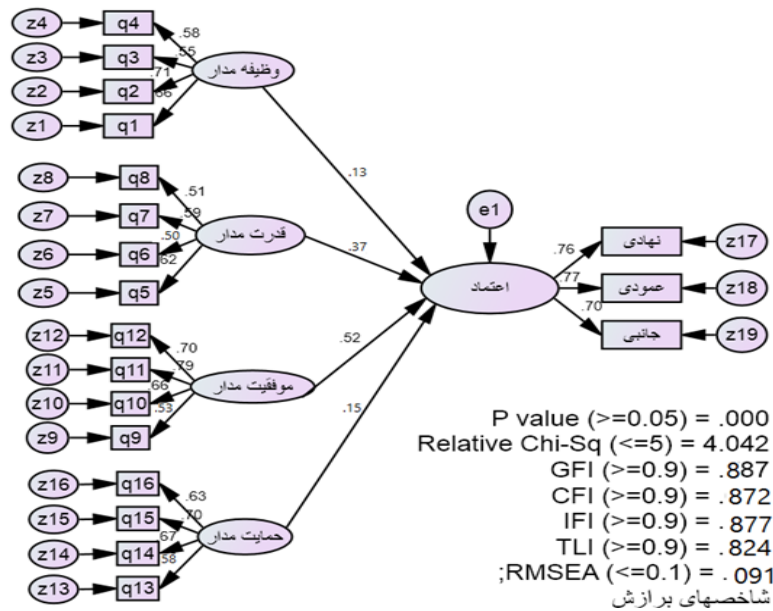 z4 q4 .58
z3 q3 .55
z2 q2 .71
z1 q1 .66
وظیفه مدار
.13
z8 q8 .51
z7 q7 .59
z6 q6 .50
z5 q5 .62
قدرت مدار
.37
z12 q12 .70
z11 q11 .79
z10 q10 .66
z9 q9 .53
موفقیت مدار
.52
z16 q16 .63
z15 q15 .70
z14 q14 .67
z13 q13 .58
حمایت مدار
.15
e1
اعتماد
.76 نهادی z17
.77 عمودی z18
.70 جانبی z19
P value (>=0.05) = .000
Relative Chi-Sq (<=5) = 4.042
GFI (>=0.9) = .887
CFI (>=0.9) = .872
IFI (>=0.9) = .877
TLI (>=0.9) = .824
;RMSEA (<=0.1) = .091
شاخصهای برازش